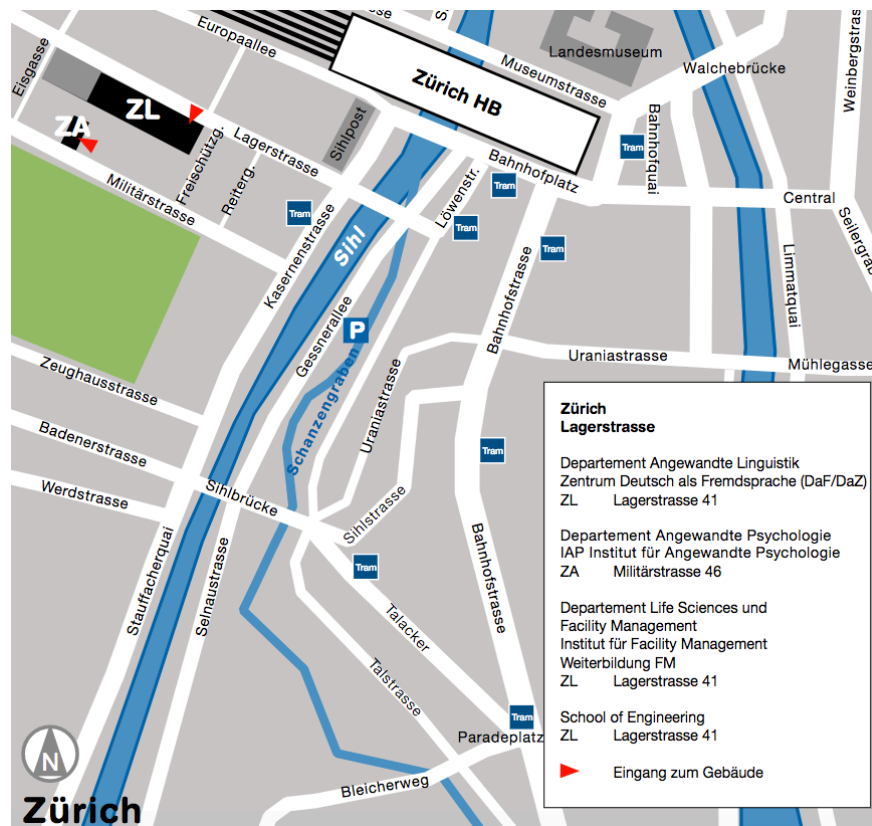 Eisgasse
Europaallee
S
Museumstrasse
Landesmuseum
Walchebrücke
Weinbergstras
Zürich HB
ZL
ZA
Sihlpost
Lagerstrasse
Freischützg.
Reiterg.
Militärstrasse
Tram
Kasernenstrasse
Sihl
Löwenstr.
Tram
Tram
Bahnhofplatz
Tram
Bahnhofquai
Central
Seilergrab
Limmatquai
Tram
Bahnhofstrasse
Gessnerallee
P
Schanzengraben
Uraniastrasse
Uraniastrasse
Mühlegasse
Zeughausstrasse
Badenerstrasse
Werdstrasse
Sihlbrücke
Sihlstrasse
Tram
Tram
Stauffacherquai
Selnaustrasse
Bahnhofstrasse
Talacker
Talstrasse
Tram
Paradeplatz
Bleicherweg
N
Zürich
Zürich
Lagerstrasse
Departement Angewandte Linguistik
Zentrum Deutsch als Fremdsprache (DaF/DaZ)
ZL Lagerstrasse 41
Departement Angewandte Psychologie
IAP Institut für Angewandte Psychologie
ZA Militärstrasse 46
Departement Life Sciences und
Facility Management
Institut für Facility Management
Weiterbildung FM
ZL Lagerstrasse 41
School of Engineering
ZL Lagerstrasse 41
Eingang zum Gebäude